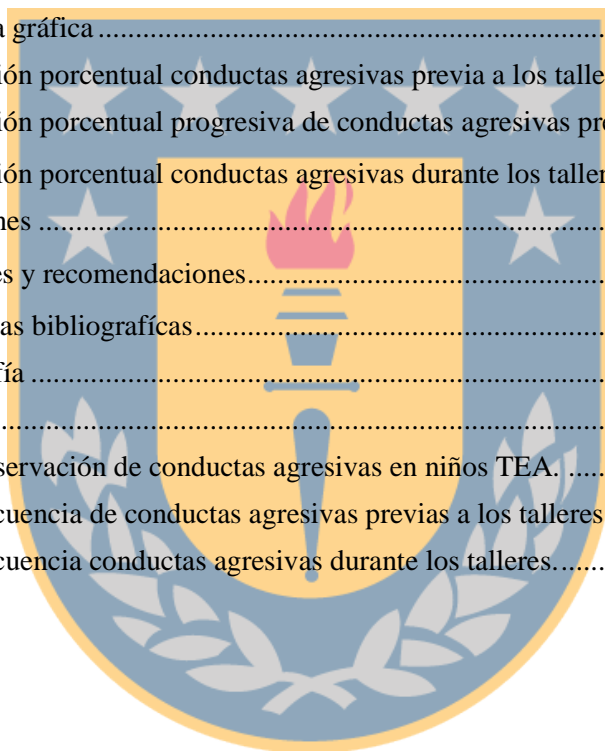 a gráfica ....................................................................
ión porcentual conductas agresivas previa a los talle
ión porcentual progresiva de conductas agresivas pr
ión porcentual conductas agresivas durante los taller
nes ....................................................................
es y recomendaciones....................................................................
as bibliografícas....................................................................
fía ....................................................................
....................................................................
servación de conductas agresivas en niños TEA. .....
cuencia de conductas agresivas previas a los talleres
cuencia conductas agresivas durante los talleres.......